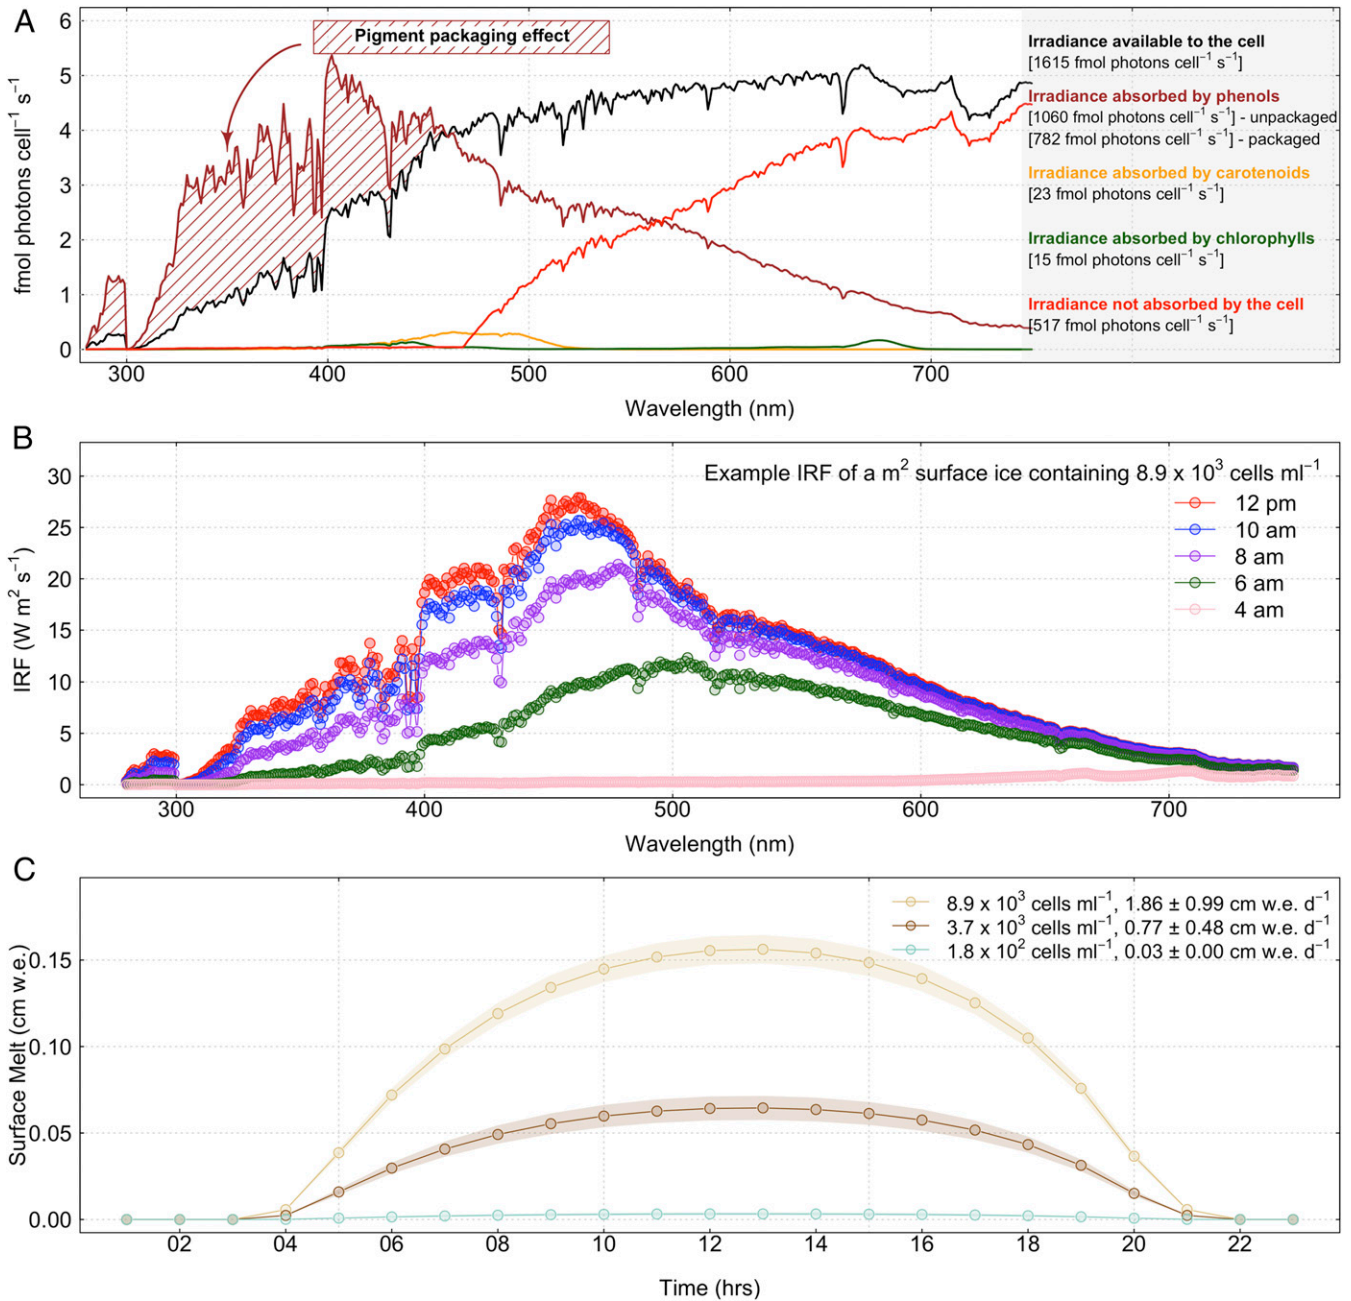 A
Pigment packaging effect
Irradiance available to the cell
[1615 fmol photons cell⁻¹ s⁻¹]
Irradiance absorbed by phenols
[1060 fmol photons cell⁻¹ s⁻¹] - unpackaged
[782 fmol photons cell⁻¹ s⁻¹] - packaged
Irradiance absorbed by carotenoids
[23 fmol photons cell⁻¹ s⁻¹]
Irradiance absorbed by chlorophylls
[15 fmol photons cell⁻¹ s⁻¹]
Irradiance not absorbed by the cell
[517 fmol photons cell⁻¹ s⁻¹]
fmol photons cell⁻¹ s⁻¹
6
5
4
3
2
1
0
300 400 500 600 700
Wavelength (nm)
B
Example IRF of a m² surface ice containing 8.9 x 10³ cells ml⁻¹
12 pm
10 am
8 am
6 am
4 am
IRF (W m² s⁻¹)
30
25
20
15
10
5
0
300 400 500 600 700
Wavelength (nm)
C
8.9 x 10³ cells ml⁻¹, 1.86 ± 0.99 cm w.e. d⁻¹
3.7 x 10³ cells ml⁻¹, 0.77 ± 0.48 cm w.e. d⁻¹
1.8 x 10² cells ml⁻¹, 0.03 ± 0.00 cm w.e. d⁻¹
Surface Melt (cm w.e.)
0.15
0.10
0.05
0.00
02 04 06 08 10 12 14 16 18 20 22
Time (hrs)